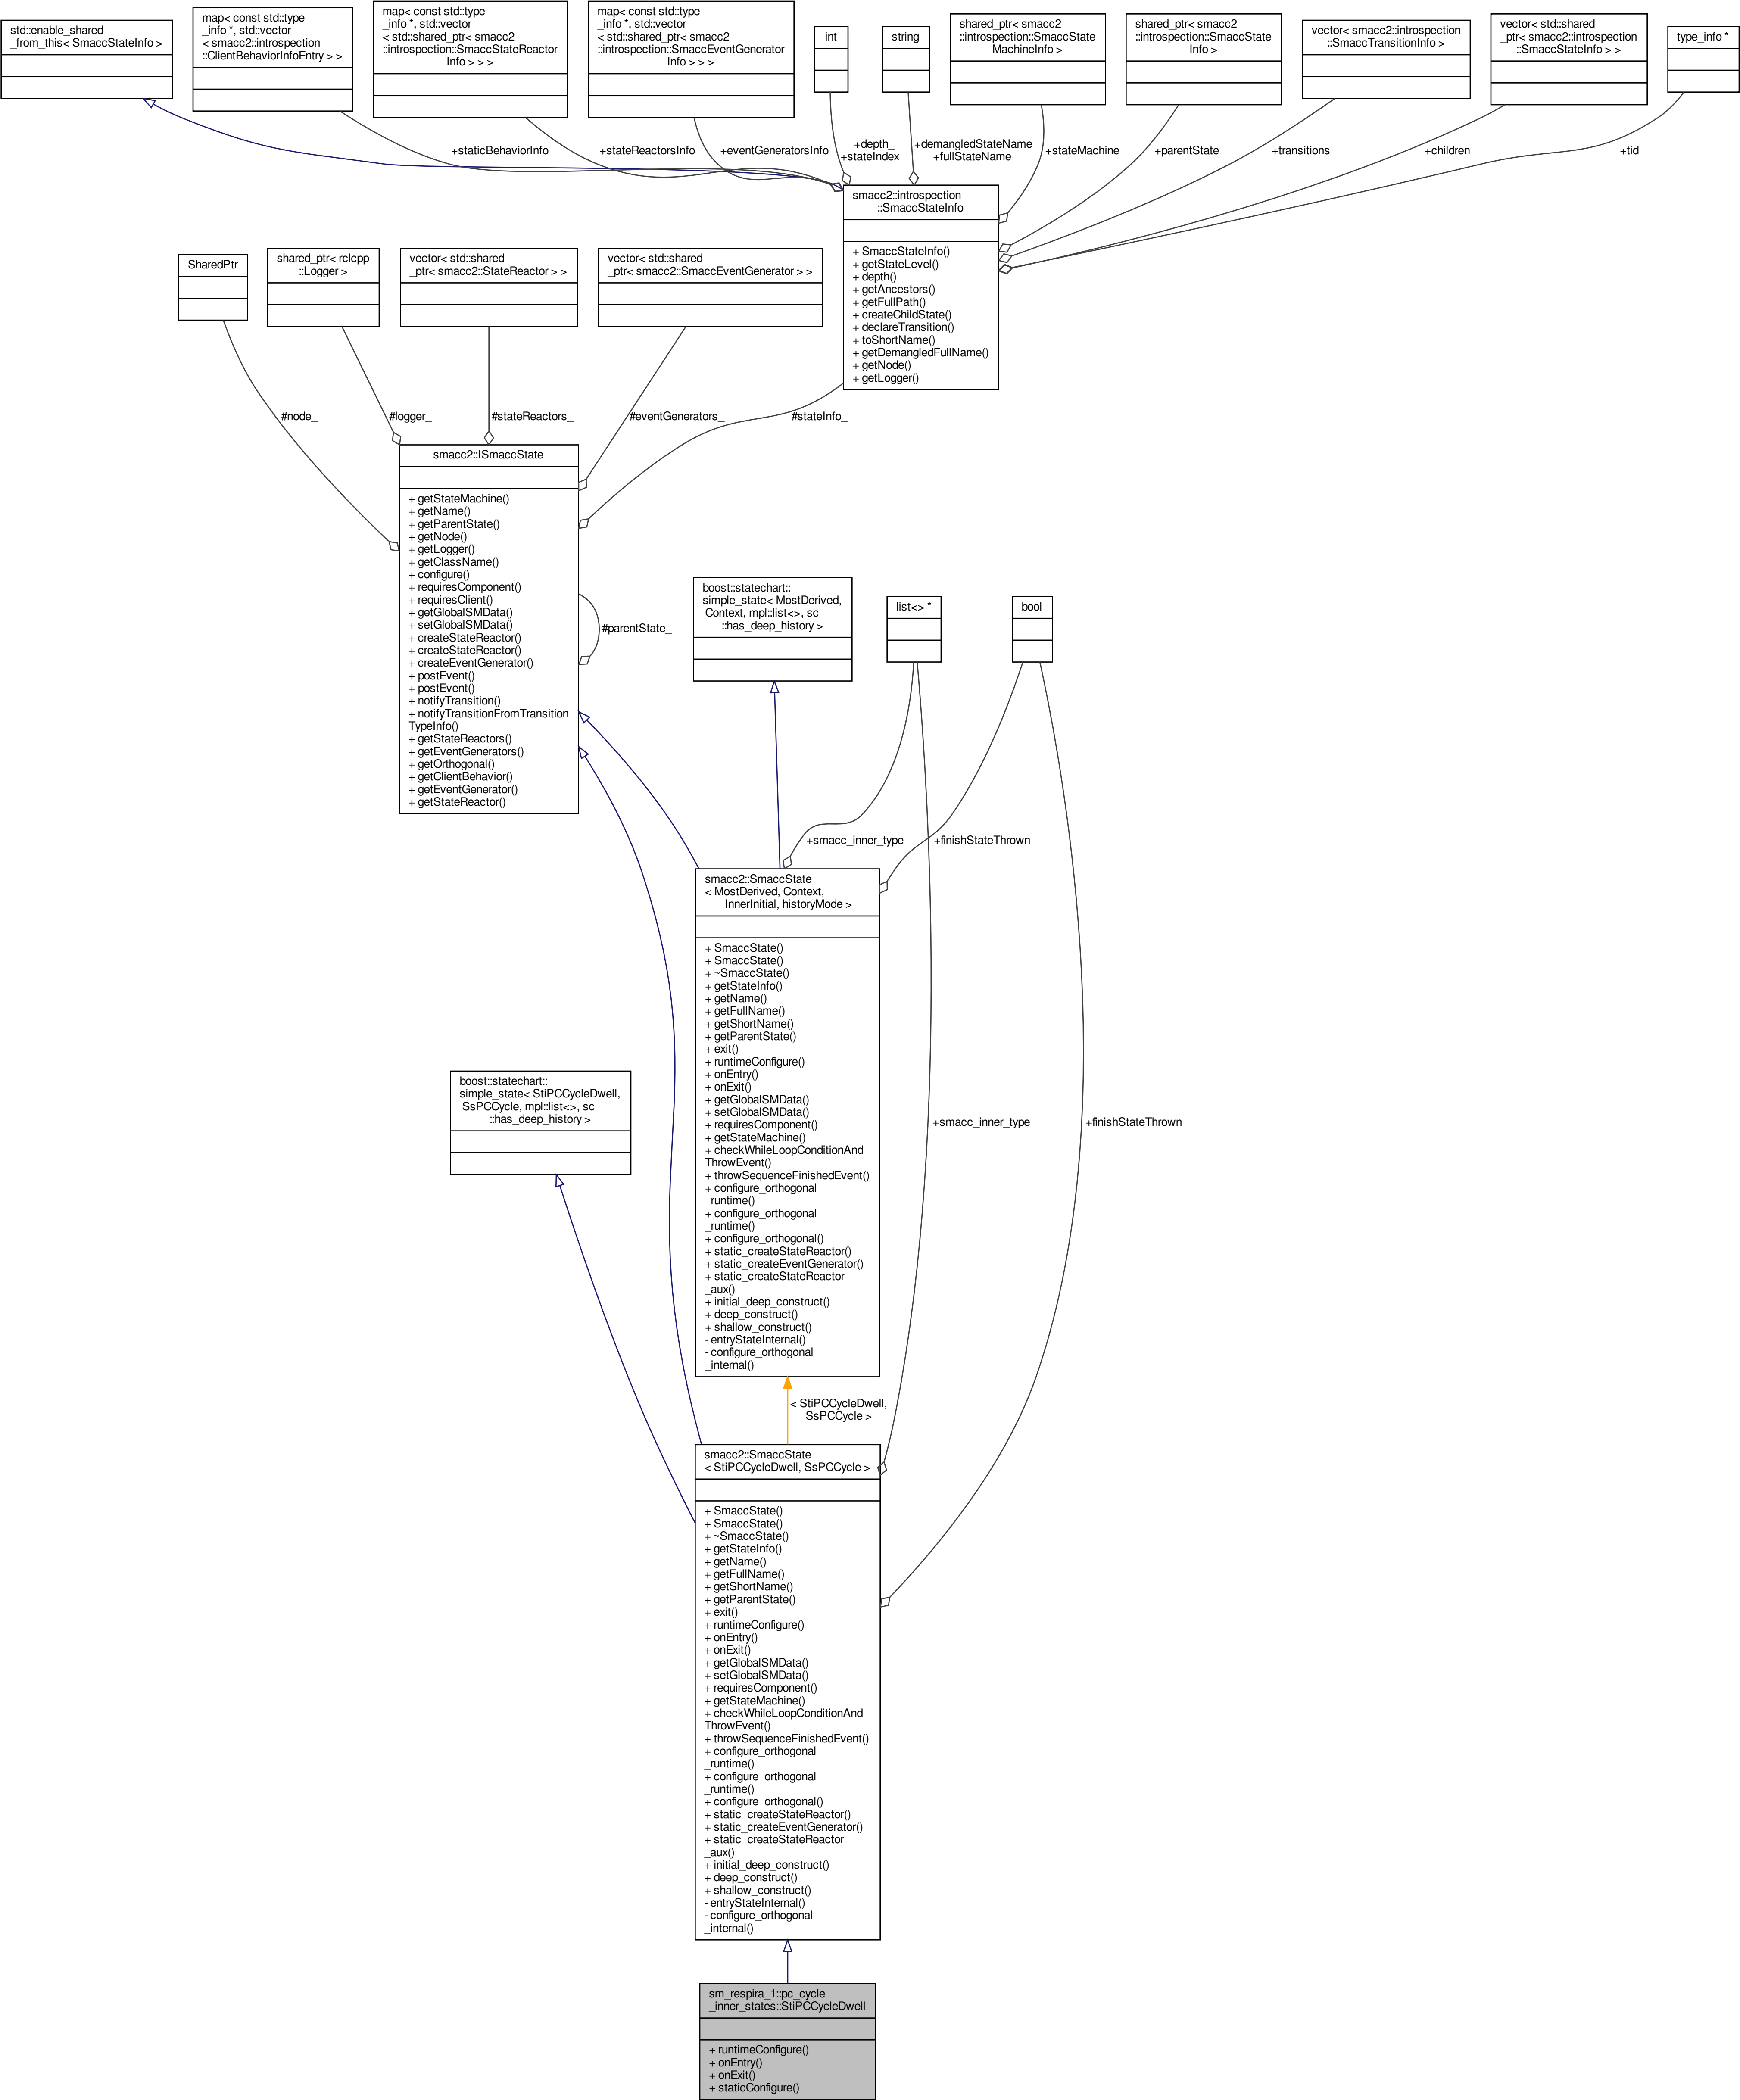 std::enable_shared
_from_this< SmaccStateInfo >
map< const std::type
_info *, std::vector
< smacc2::introspection
::ClientBehaviorInfoEntry > >
map< const std::type
_info *, std::vector
< std::shared_ptr< smacc2
::introspection::SmaccStateReactor
Info > > >
map< const std::type
_info *, std::vector
< std::shared_ptr< smacc2
::introspection::SmaccEventGenerator
Info > > >
int
string
shared_ptr< smacc2
::introspection::SmaccState
MachineInfo >
shared_ptr< smacc2
::introspection::SmaccState
Info >
vector< smacc2::introspection
::SmaccTransitionInfo >
vector< std::shared
_ptr< smacc2::introspection
::SmaccStateInfo > >
type_info *
+staticBehaviorInfo
+stateReactorsInfo
+eventGeneratorsInfo
+depth_
+stateIndex_
+demangledStateName
+fullStateName
+stateMachine_
+parentState_
+transitions_
+children_
+tid_
smacc2::introspection
::SmaccStateInfo
+ SmaccStateInfo()
+ getStateLevel()
+ depth()
+ getAncestors()
+ getFullPath()
+ createChildState()
+ declareTransition()
+ toShortName()
+ getDemangledFullName()
+ getNode()
+ getLogger()
SharedPtr
shared_ptr< rclcpp
::Logger >
vector< std::shared
_ptr< smacc2::StateReactor > >
vector< std::shared
_ptr< smacc2::SmaccEventGenerator > >
#node_
#logger_
#stateReactors_
#eventGenerators_
#stateInfo_
smacc2::ISmaccState
+ getStateMachine()
+ getName()
+ getParentState()
+ getNode()
+ getLogger()
+ getClassName()
+ configure()
+ requiresComponent()
+ requiresClient()
+ getGlobalSMData()
+ setGlobalSMData()
+ createStateReactor()
+ createStateReactor()
+ createEventGenerator()
+ postEvent()
+ postEvent()
+ notifyTransition()
+ notifyTransitionFromTransition
TypeInfo()
+ getStateReactors()
+ getEventGenerators()
+ getOrthogonal()
+ getClientBehavior()
+ getEventGenerator()
+ getStateReactor()
#parentState_
boost::statechart::
simple_state< MostDerived,
Context, mpl::list<>, sc
::has_deep_history >
list<> *
bool
+smacc_inner_type
+finishStateThrown
smacc2::SmaccState
< MostDerived, Context,
InnerInitial, historyMode >
+ SmaccState()
+ SmaccState()
+ ~SmaccState()
+ getStateInfo()
+ getName()
+ getFullName()
+ getShortName()
+ getParentState()
+ exit()
+ runtimeConfigure()
+ onEntry()
+ onExit()
+ getGlobalSMData()
+ setGlobalSMData()
+ requiresComponent()
+ getStateMachine()
+ checkWhileLoopConditionAnd
ThrowEvent()
+ throwSequenceFinishedEvent()
+ configure_orthogonal
_runtime()
+ configure_orthogonal
_runtime()
+ configure_orthogonal()
+ static_createStateReactor()
+ static_createEventGenerator()
+ static_createStateReactor
_aux()
+ initial_deep_construct()
+ deep_construct()
+ shallow_construct()
- entryStateInternal()
- configure_orthogonal
_internal()
boost::statechart::
simple_state< StiPCCycleDwell,
SsPCCycle, mpl::list<>, sc
::has_deep_history >
+smacc_inner_type
+finishStateThrown
< StiPCCycleDwell,
SsPCCycle >
smacc2::SmaccState
< StiPCCycleDwell, SsPCCycle >
+ SmaccState()
+ SmaccState()
+ ~SmaccState()
+ getStateInfo()
+ getName()
+ getFullName()
+ getShortName()
+ getParentState()
+ exit()
+ runtimeConfigure()
+ onEntry()
+ onExit()
+ getGlobalSMData()
+ setGlobalSMData()
+ requiresComponent()
+ getStateMachine()
+ checkWhileLoopConditionAnd
ThrowEvent()
+ throwSequenceFinishedEvent()
+ configure_orthogonal
_runtime()
+ configure_orthogonal
_runtime()
+ configure_orthogonal()
+ static_createStateReactor()
+ static_createEventGenerator()
+ static_createStateReactor
_aux()
+ initial_deep_construct()
+ deep_construct()
+ shallow_construct()
- entryStateInternal()
- configure_orthogonal
_internal()
sm_respira_1::pc_cycle
_inner_states::StiPCCycleDwell
+ runtimeConfigure()
+ onEntry()
+ onExit()
+ staticConfigure()